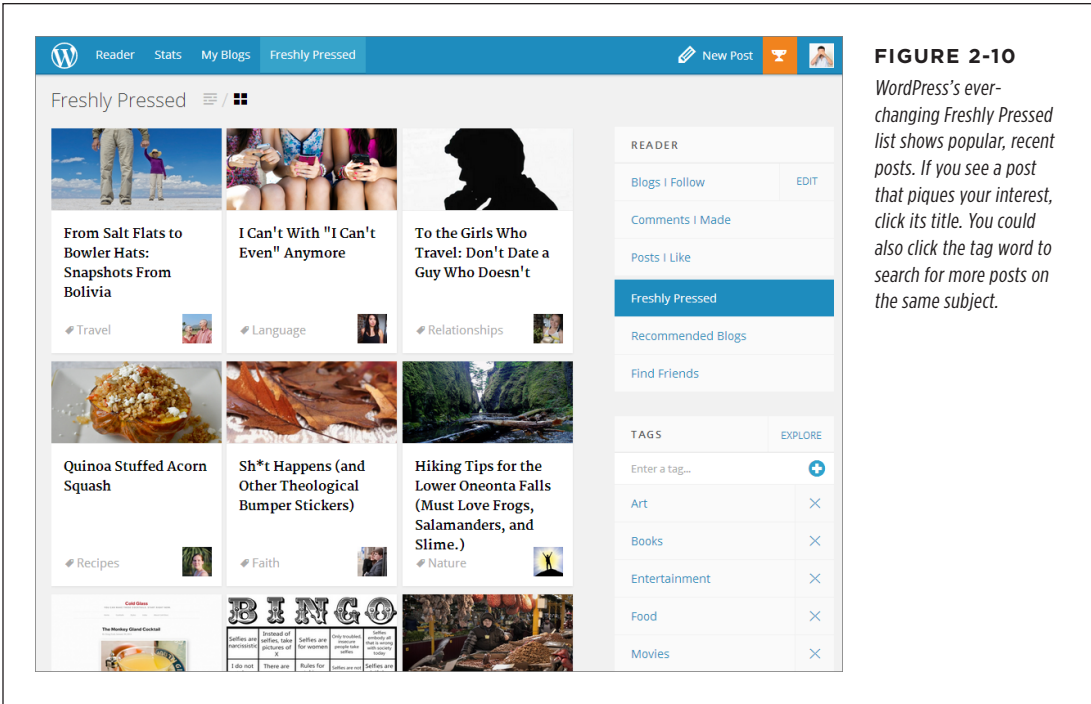 Reader Stats My Blogs Freshly Pressed
New Post
Freshly Pressed
/
From Salt Flats to
Bowler Hats:
Snapshots From
Bolivia
Travel
I Can't With "I Can't
Even" Anymore
Language
To the Girls Who
Travel: Don't Date a
Guy Who Doesn't
Relationships
Quinoa Stuffed Acorn
Squash
Recipes
Sh*t Happens (and
Other Theological
Bumper Stickers)
Faith
Hiking Tips for the
Lower Oneonta Falls
(Must Love Frogs,
Salamanders, and
Slime.)
Nature
Cold Glass
The Monkey Gland Cocktail
BINGO
Selfies are
narcissistic
Instead of
selfies, take
pictures of
X
Selfies are
for women
Only troubled,
insecure
people take
selfies
Selfies
embody all
that is wrong
with society
today
I do not
There are
Rules for
Selfies are not
Selfies are
READER
Blogs I Follow EDIT
Comments I Made
Posts I Like
Freshly Pressed
Recommended Blogs
Find Friends
TAGS EXPLORE
Enter a tag...
Art
Books
Entertainment
Food
Movies
FIGURE 2-10
WordPress's ever-
changing Freshly Pressed
list shows popular, recent
posts. If you see a post
that piques your interest,
click its title. You could
also click the tag word to
search for more posts on
the same subject.